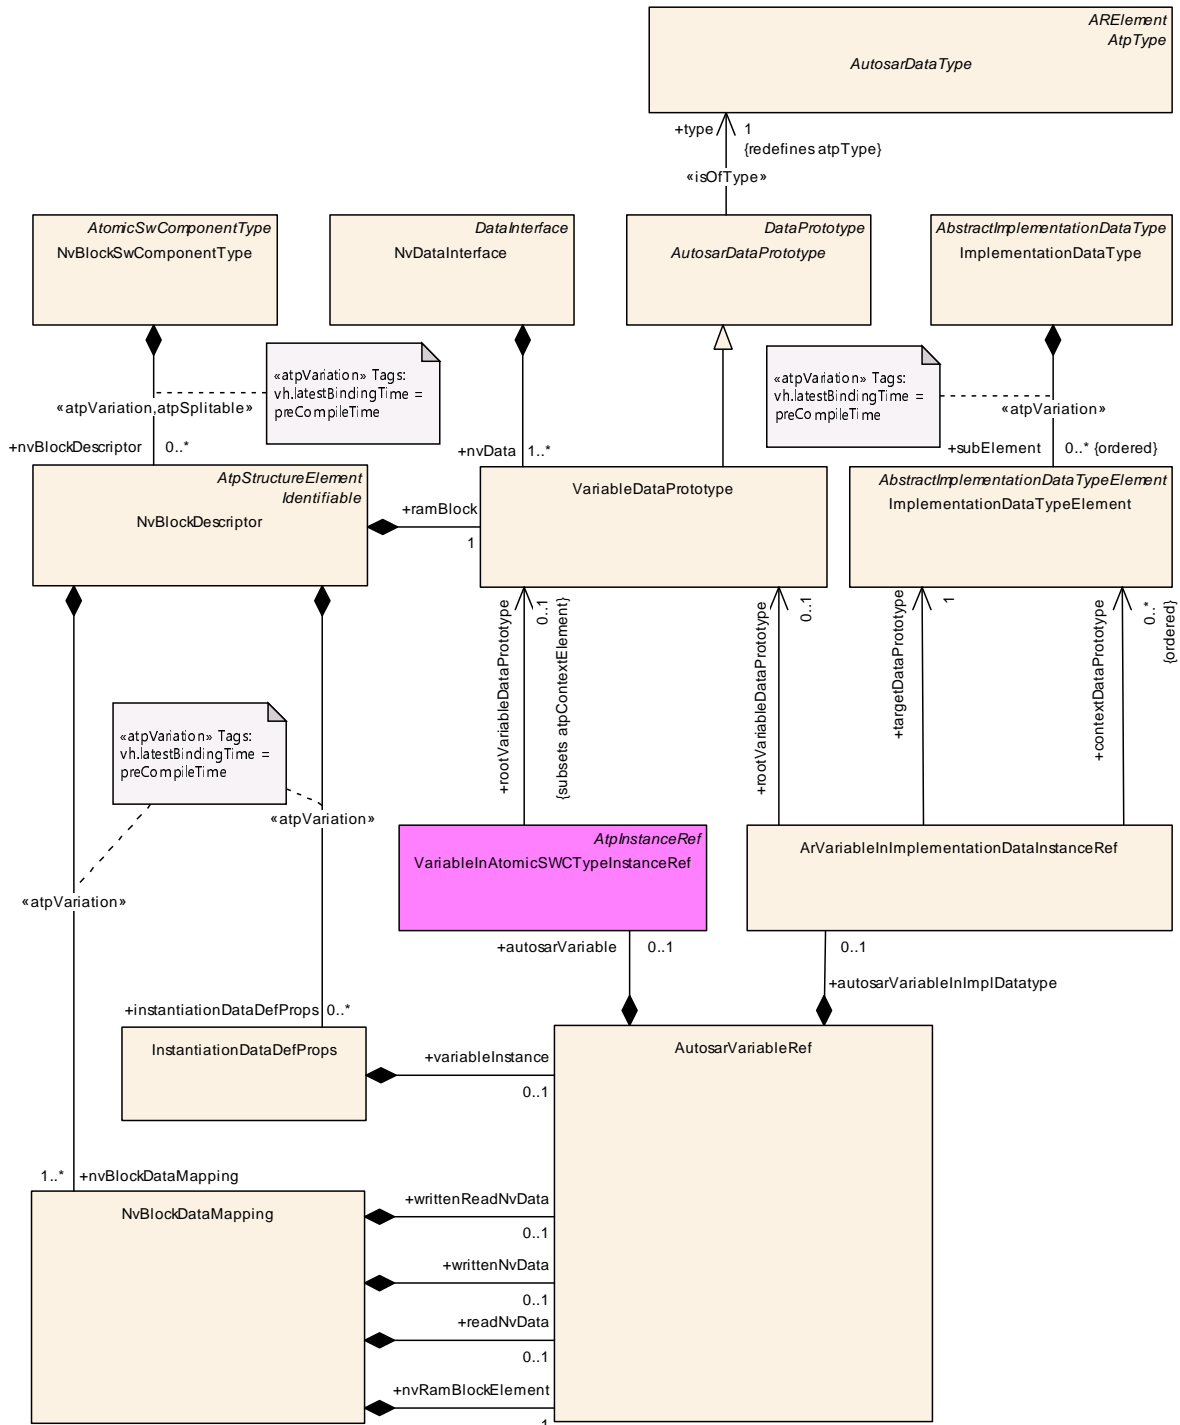 ARElement
AtpType
AutosarDataType
+type
1
{redefines atpType}
«isOfType»
AtomicSwComponentType
NvBlockSwComponentType
DataInterface
NvDataInterface
DataPrototype
AutosarDataPrototype
AbstractImplementationDataType
ImplementationDataType
«atpVariation» Tags:
vh.latestBindingTime =
preCompileTime
«atpVariation» Tags:
vh.latestBindingTime =
preCompileTime
«atpVariation,atpSplitable»
«atpVariation»
+nvBlockDescriptor
0..*
+nvData
1..*
+subElement
0..* {ordered}
AtpStructureElement
Identifiable
NvBlockDescriptor
+ramBlock
1
VariableDataPrototype
AbstractImplementationDataTypeElement
ImplementationDataTypeElement
+rootVariableDataPrototype
0..1
{subsets atpContextElement}
+rootVariableDataPrototype
0..1
+targetDataPrototype
1
+contextDataPrototype
0..*
{ordered}
«atpVariation» Tags:
vh.latestBindingTime =
preCompileTime
«atpVariation»
«atpVariation»
AtpInstanceRef
VariableInAtomicSWCTypeInstanceRef
ArVariableInImplementationDataInstanceRef
+autosarVariable
0..1
0..1
+autosarVariableInImplDatatype
+instantiationDataDefProps
0..*
InstantiationDataDefProps
+variableInstance
0..1
AutosarVariableRef
1..*
+nvBlockDataMapping
NvBlockDataMapping
+writtenReadNvData
0..1
+writtenNvData
0..1
+readNvData
0..1
+nvRamBlockElement
1